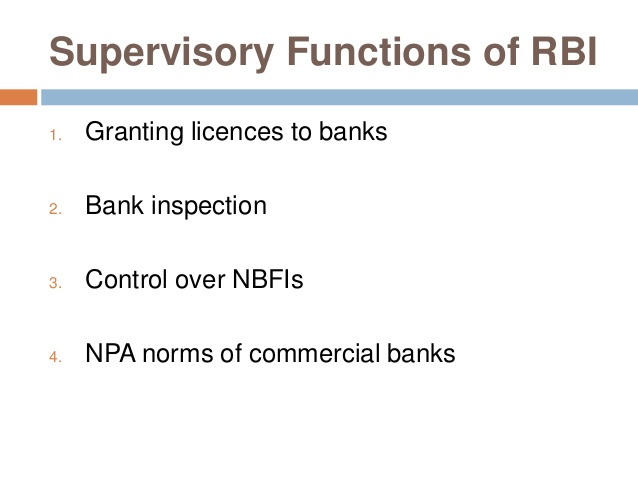 Supervisory Functions of RBI
1. Granting licences to banks
2. Bank inspection
3. Control over NBFIs
4. NPA norms of commercial banks